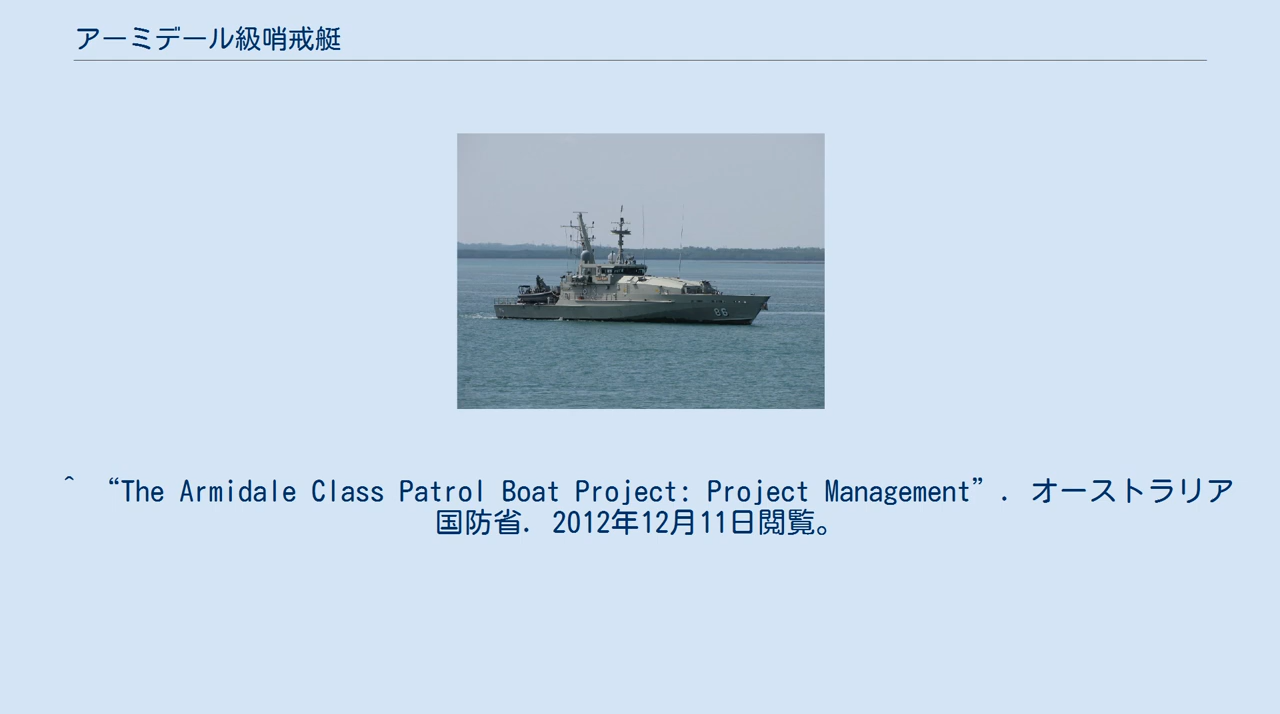 アーミデール級哨戒艇
86
^ “The Armidale Class Patrol Boat Project: Project Management”. オーストラリア
国防省. 2012年12月11日閲覧。